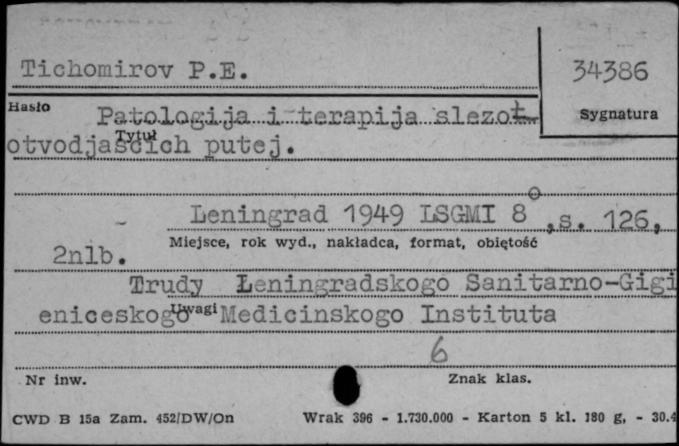 Tichomirov P.E.
34386
Hasło
Sygnatura
Patologija i terapija slezot
Tytuł
otvodjaščich putej.
Leningrad 1949 LSGMI 8°, s. 126,
Miejsce, rok wyd., nakładca, format, objętość
2nlb.
Trudy Leningradskogo Sanitarno-Gigi
eniceskogo Medicinskogo Instituta
Uwagi
6
Nr inw.
Znak klas.
CWD B 15a Zam. 452/DW/On Wrak 396 - 1.730.000 - Karton 5 kl. 180 g, - 30.4